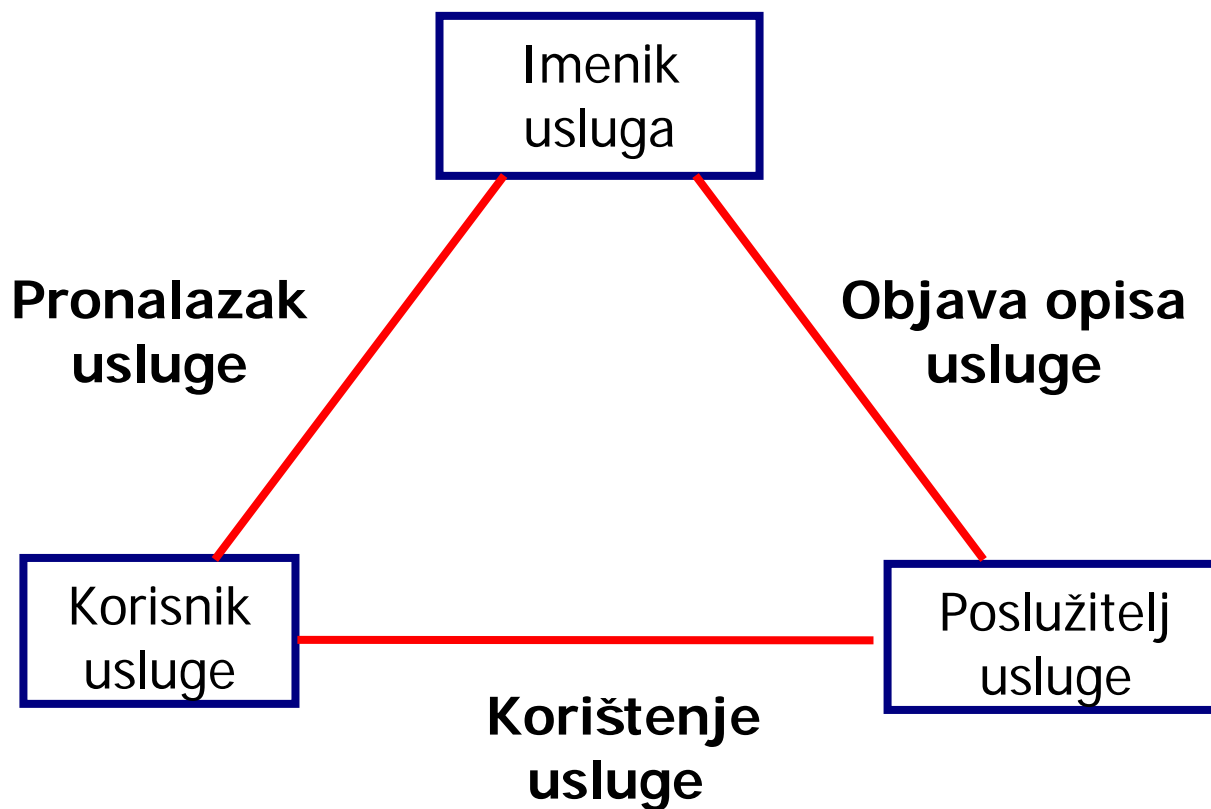 Imenik
usluga
Pronalazak
usluge
Objava opisa
usluge
Korisnik
usluge
Poslužitelj
usluge
Korištenje
usluge